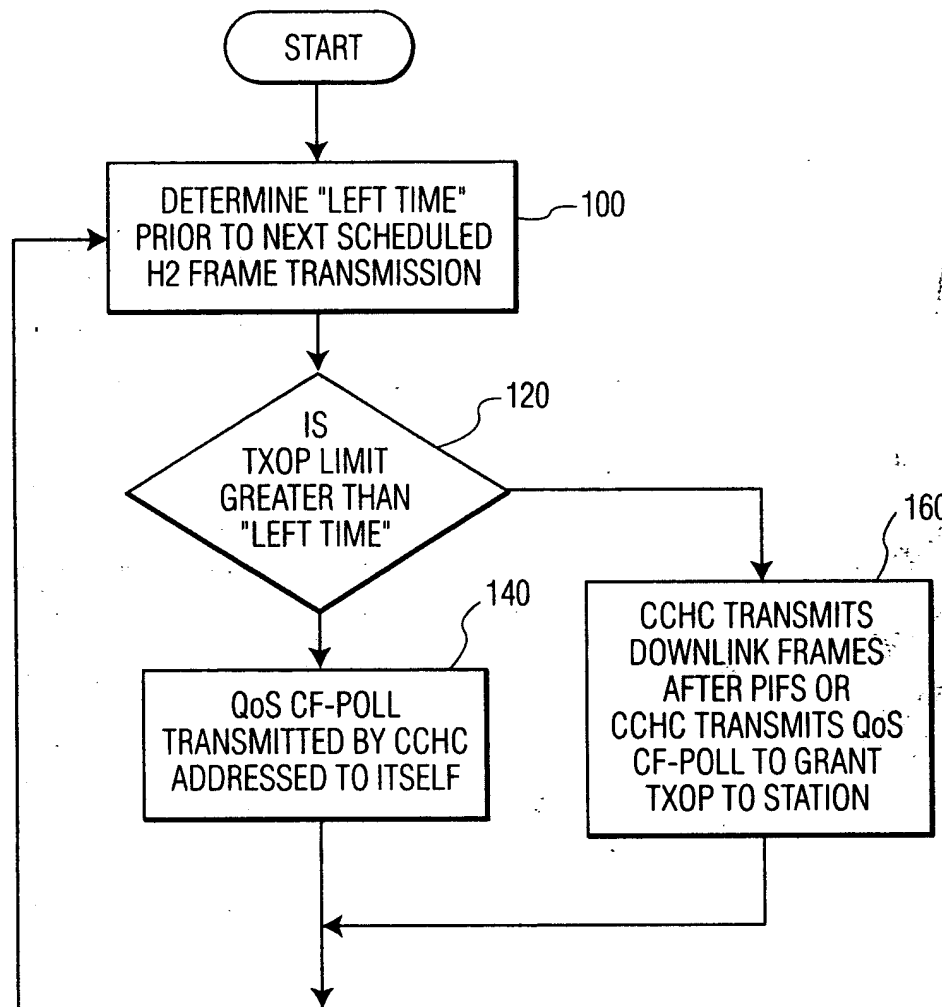 START
DETERMINE "LEFT TIME"
PRIOR TO NEXT SCHEDULED
H2 FRAME TRANSMISSION
100
IS
TXOP LIMIT
GREATER THAN
"LEFT TIME"
120
140
QoS CF-POLL
TRANSMITTED BY CCHC
ADDRESSED TO ITSELF
160
CCHC TRANSMITS
DOWNLINK FRAMES
AFTER PIFS OR
CCHC TRANSMITS QoS
CF-POLL TO GRANT
TXOP TO STATION